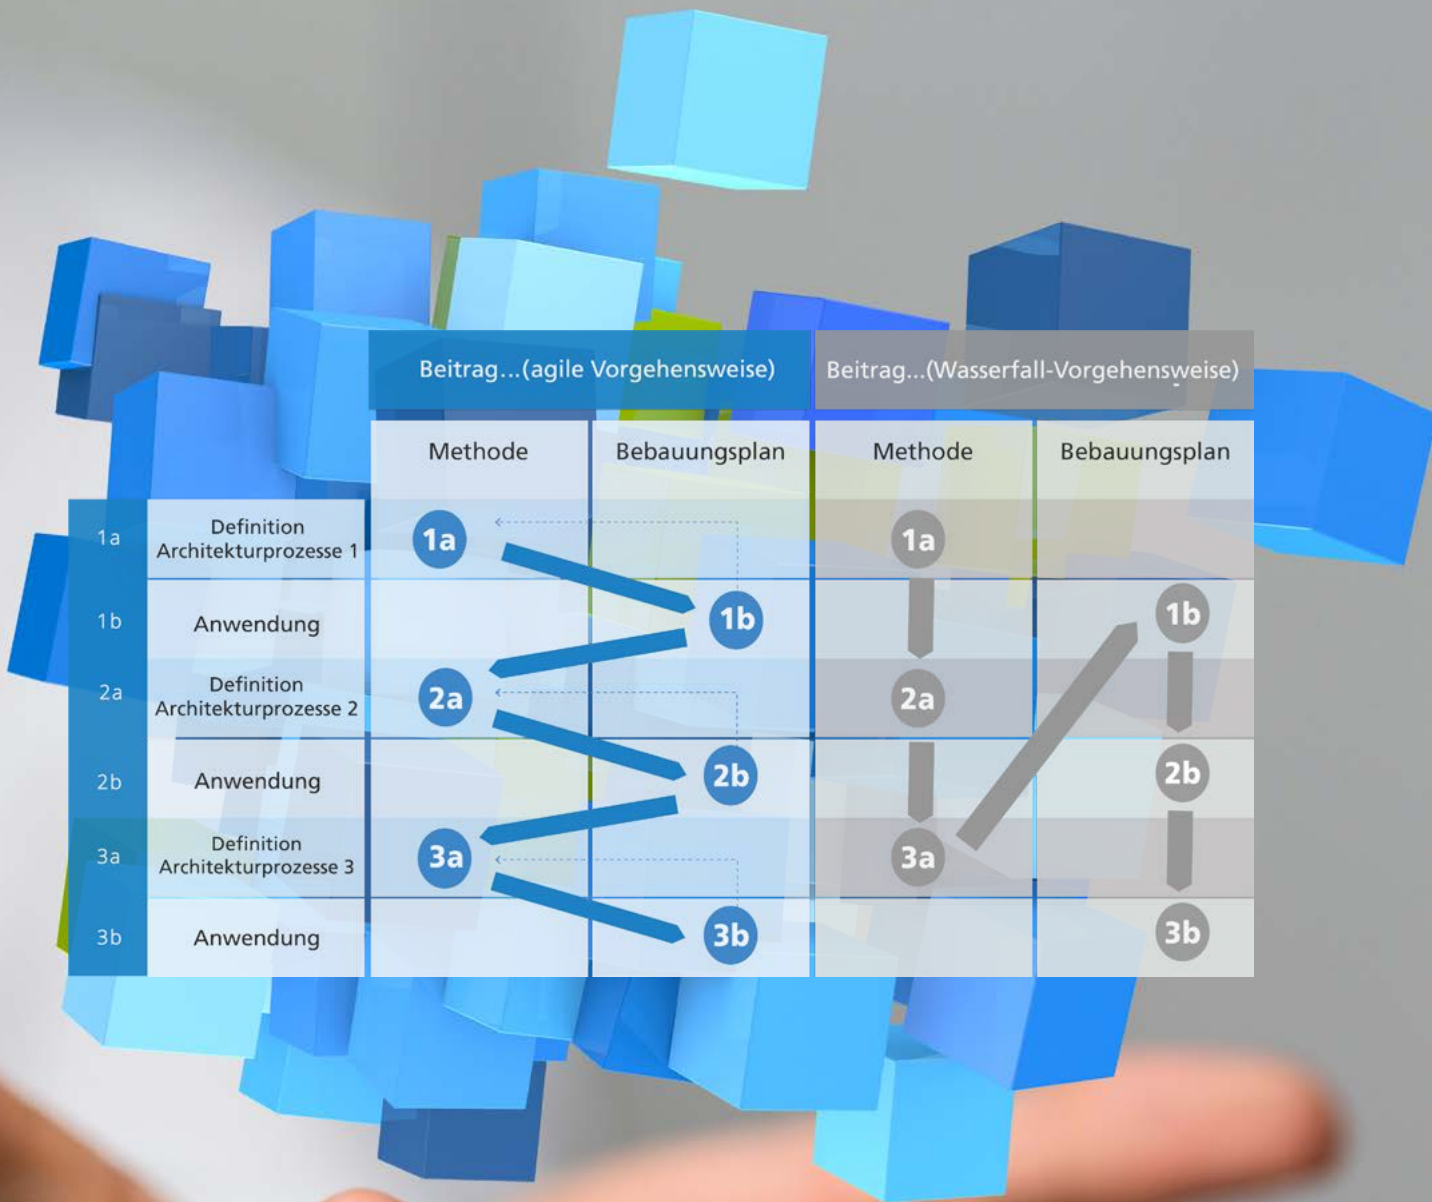 Beitrag...(agile Vorgehensweise)
Beitrag...(Wasserfall-Vorgehensweise)
Methode
Bebauungsplan
Methode
Bebauungsplan
1a
Definition
Architekturprozesse 1
1a
1a
1b
Anwendung
1b
1b
2a
Definition
Architekturprozesse 2
2a
2a
2b
Anwendung
2b
2b
3a
Definition
Architekturprozesse 3
3a
3a
3b
Anwendung
3b
3b